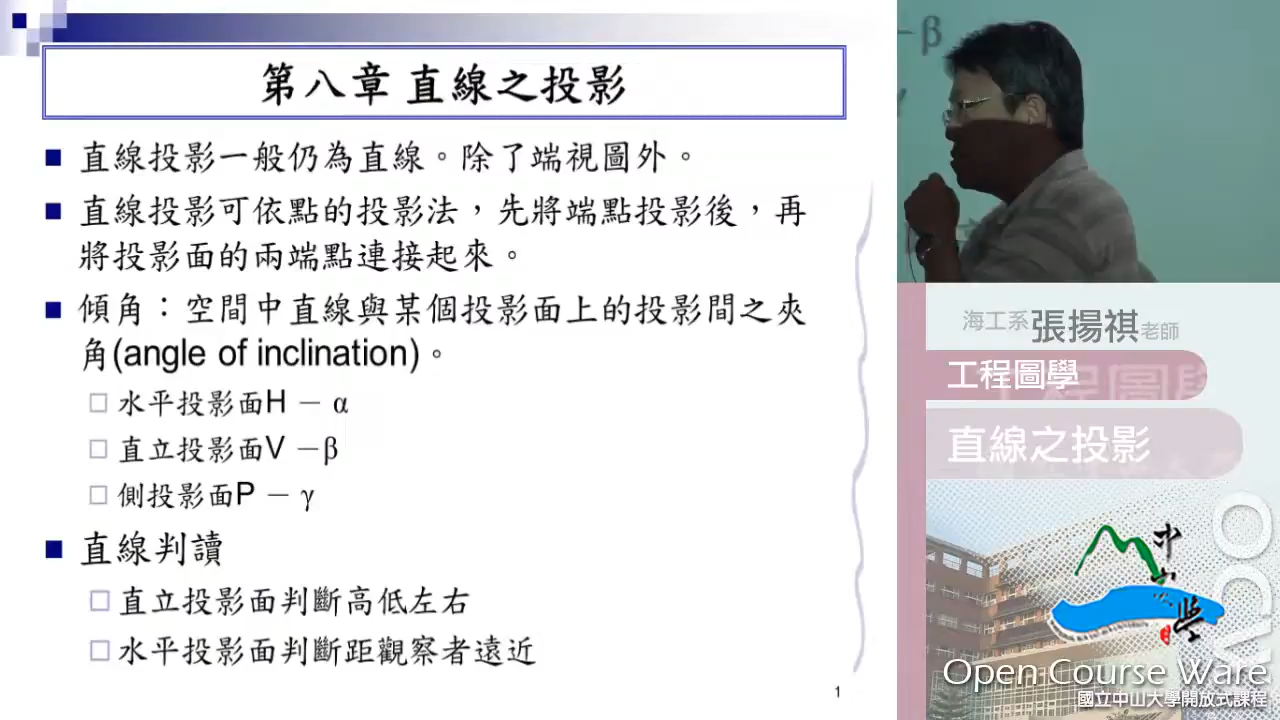 第八章 直線之投影
直線投影一般仍為直線。除了端視圖外。
直線投影可依點的投影法，先將端點投影後，再
將投影面的兩端點連接起來。
傾角：空間中直線與某個投影面上的投影間之夾
角(angle of inclination)。
水平投影面H － α
直立投影面V －β
側投影面P － γ
直線判讀
直立投影面判斷高低左右
水平投影面判斷距觀察者遠近
1
－β
海工系 張揚祺 老師
工程圖學
直線之投影
中山大學
OCW
Open Course Ware
國立中山大學開放式課程